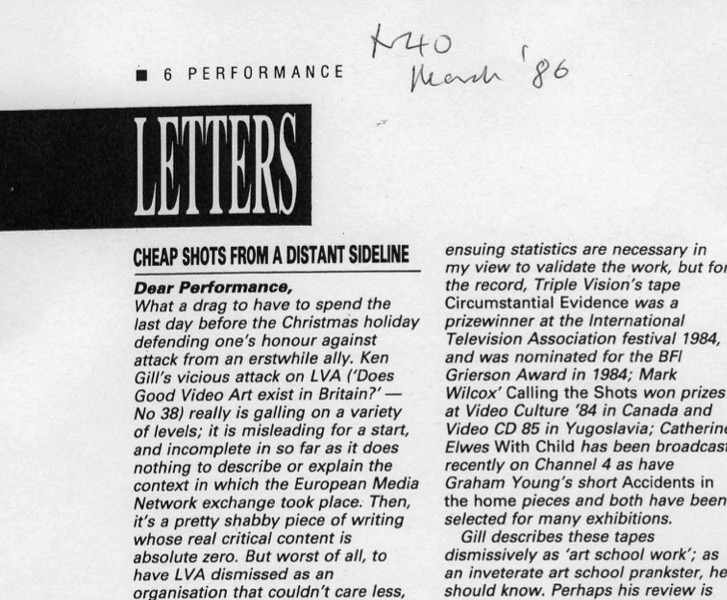 N40
March '86
■ 6 PERFORMANCE
LETTERS
CHEAP SHOTS FROM A DISTANT SIDELINE
Dear Performance,
What a drag to have to spend the
last day before the Christmas holiday
defending one's honour against
attack from an erstwhile ally. Ken
Gill's vicious attack on LVA ('Does
Good Video Art exist in Britain?' —
No 38) really is galling on a variety
of levels; it is misleading for a start,
and incomplete in so far as it does
nothing to describe or explain the
context in which the European Media
Network exchange took place. Then,
it's a pretty shabby piece of writing
whose real critical content is
absolute zero. But worst of all, to
have LVA dismissed as an
organisation that couldn't care less,
ensuing statistics are necessary in
my view to validate the work, but for
the record, Triple Vision's tape
Circumstantial Evidence was a
prizewinner at the International
Television Association festival 1984,
and was nominated for the BFI
Grierson Award in 1984; Mark
Wilcox' Calling the Shots won prizes
at Video Culture '84 in Canada and
Video CD 85 in Yugoslavia; Catherine
Elwes With Child has been broadcast
recently on Channel 4 as have
Graham Young's short Accidents in
the home pieces and both have been
selected for many exhibitions.
Gill describes these tapes
dismissively as 'art school work'; as
an inveterate art school prankster, he
should know. Perhaps his review is